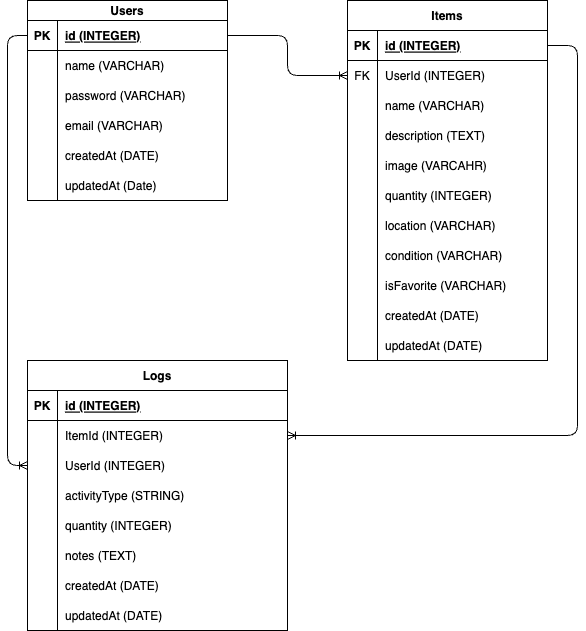 Users
PK id (INTEGER)
name (VARCHAR)
password (VARCHAR)
email (VARCHAR)
createdAt (DATE)
updatedAt (Date)
Items
PK id (INTEGER)
FK UserId (INTEGER)
name (VARCHAR)
description (TEXT)
image (VARCAHR)
quantity (INTEGER)
location (VARCHAR)
condition (VARCHAR)
isFavorite (VARCHAR)
createdAt (DATE)
updatedAt (DATE)
Logs
PK id (INTEGER)
ItemId (INTEGER)
UserId (INTEGER)
activityType (STRING)
quantity (INTEGER)
notes (TEXT)
createdAt (DATE)
updatedAt (DATE)